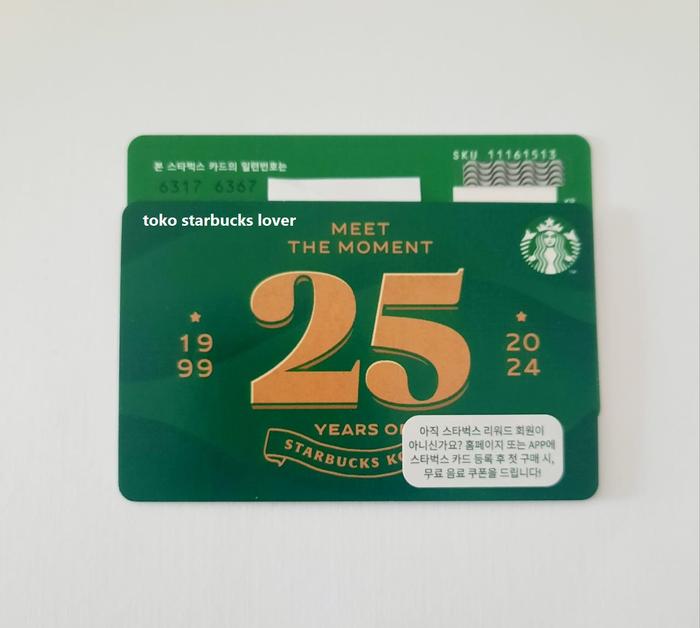 본 스타벅스 카드의 일련번호는
6317 6367
SKU 11161513
toko starbucks lover
MEET
THE MOMENT
25
19
99
20
24
YEARS OF
STARBUCKS KO
아직 스타벅스 리워드 회원이
아니신가요? 홈페이지 또는 APP에
스타벅스 카드 등록 후 첫 구매 시,
무료 음료 쿠폰을 드립니다!